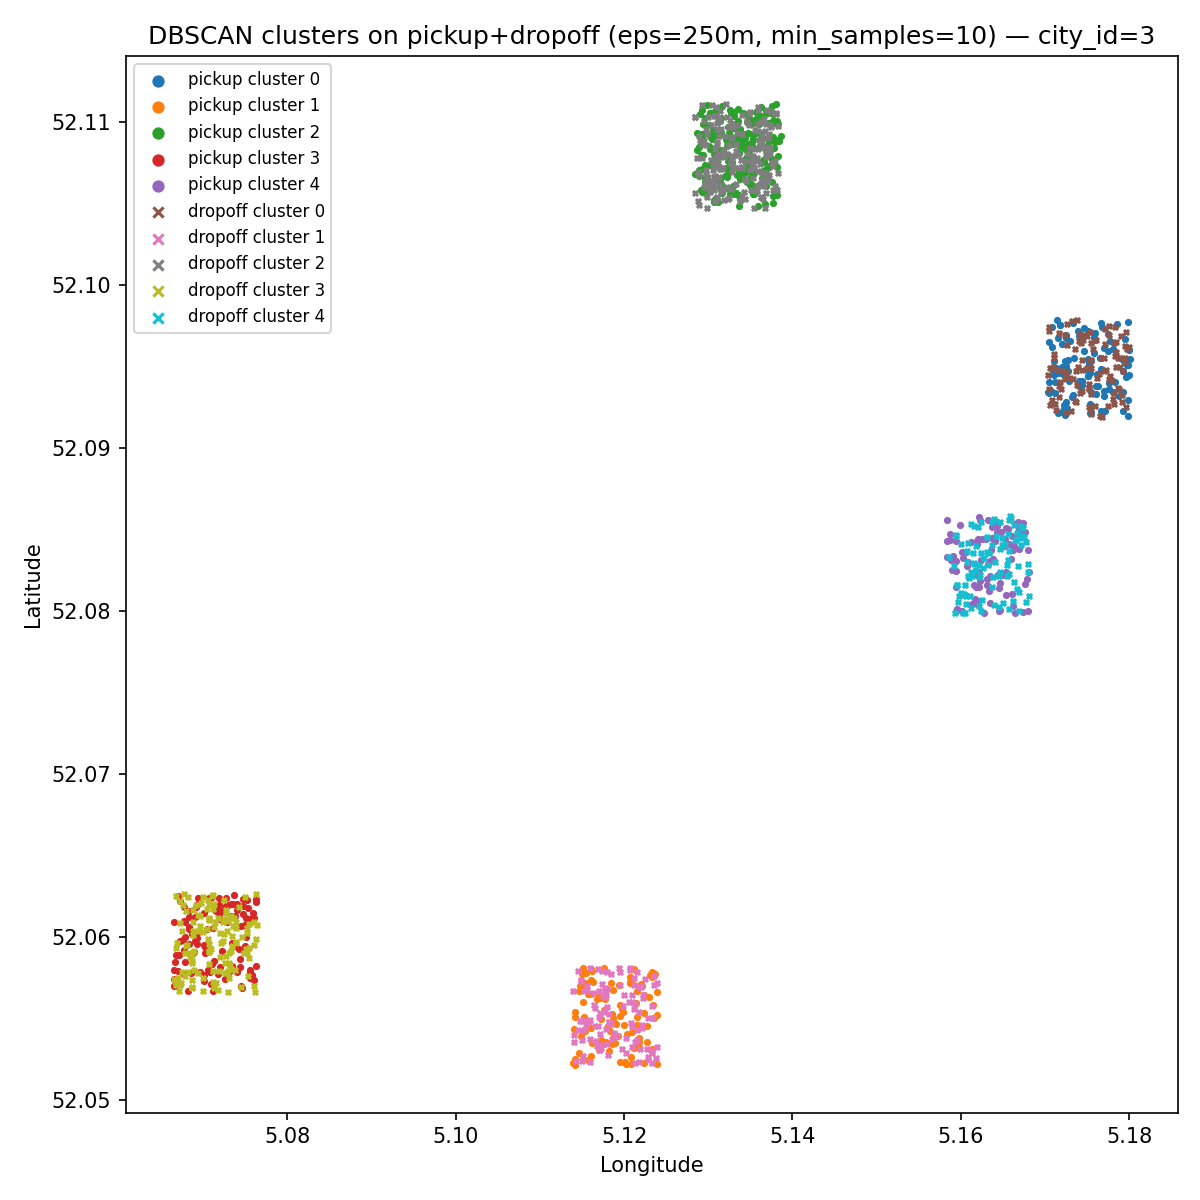 DBSCAN clusters on pickup+dropoff (eps=250m, min_samples=10) — city_id=3
pickup cluster 0
pickup cluster 1
pickup cluster 2
pickup cluster 3
pickup cluster 4
dropoff cluster 0
dropoff cluster 1
dropoff cluster 2
dropoff cluster 3
dropoff cluster 4
52.11
52.10
52.09
52.08
52.07
52.06
52.05
Latitude
5.08
5.10
5.12
5.14
5.16
5.18
Longitude